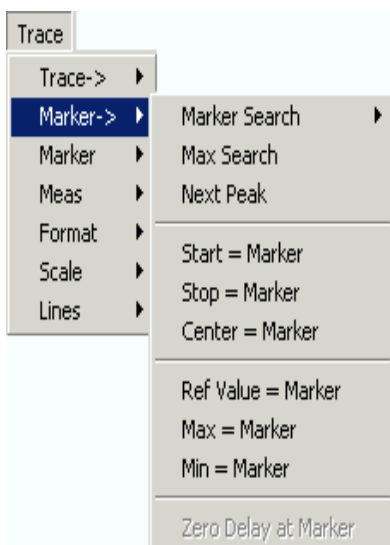 Trace
Trace->
Marker->
Marker
Meas
Format
Scale
Lines
Marker Search
Max Search
Next Peak
Start = Marker
Stop = Marker
Center = Marker
Ref Value = Marker
Max = Marker
Min = Marker
Zero Delay at Marker